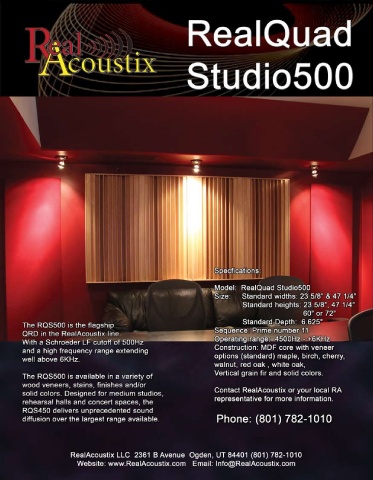 Real
Acoustix
RealQuad
Studio500
Specifications
Model: RealQuad Studio500
Size: Standard widths: 23 5/8" & 47 1/4"
Standard heights: 23 5/8", 47 1/4"
60" or 72"
Standard Depth: 6.625"
Sequence: Prime number 11
Operating range: 4500Hz - +6KHz
Construction: MDF core with veneer
options (standard) maple, birch, cherry,
walnut, red oak, white oak,
Vertical grain fir and solid colors.
Contact RealAcoustix or your local RA
representative for more information.
Phone: (801) 782-1010
The RQS500 is the flagship
QRD in the RealAcoustix line.
With a Schroeder LF cutoff of 500Hz
and a high frequency range extending
well above 6KHz.
The RQS500 is available in a variety of
wood veneers, stains, finishes and/or
solid colors. Designed for medium studios,
rehearsal halls and concert spaces, the
RQS450 delivers unprecedented sound
diffusion over the largest range available.
RealAcoustix LLC 2361 B Avenue Ogden, UT 84401 (801) 782-1010
Website: www.RealAcoustix.com Email: Info@RealAcoustix.com